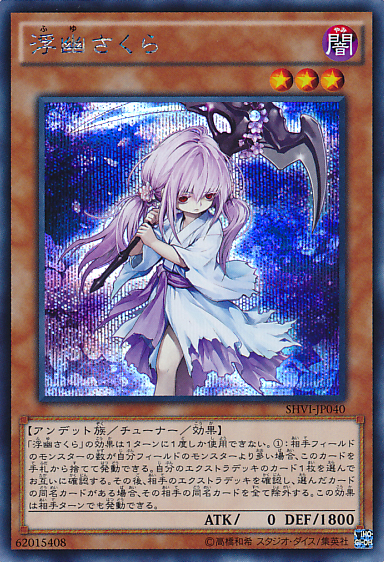 浮幽さくら
闇
SHVI-JP040
【アンデット族／チューナー／効果】
「浮幽さくら」の効果は１ターンに１度しか使用できない。①：相手フィールド
のモンスターの数が自分フィールドのモンスターより多い場合、このカードを
手札から捨てて発動できる。自分のエクストラデッキのカード１枚を選んで
お互いに確認する。その後、相手のエクストラデッキを確認し、選んだカード
の同名カードがある場合、その相手の同名カードを全て除外する。この効果
は相手ターンでも発動できる。
ATK/ 0 DEF/1800
62015408
©高橋和希 スタジオ・ダイス/集英社